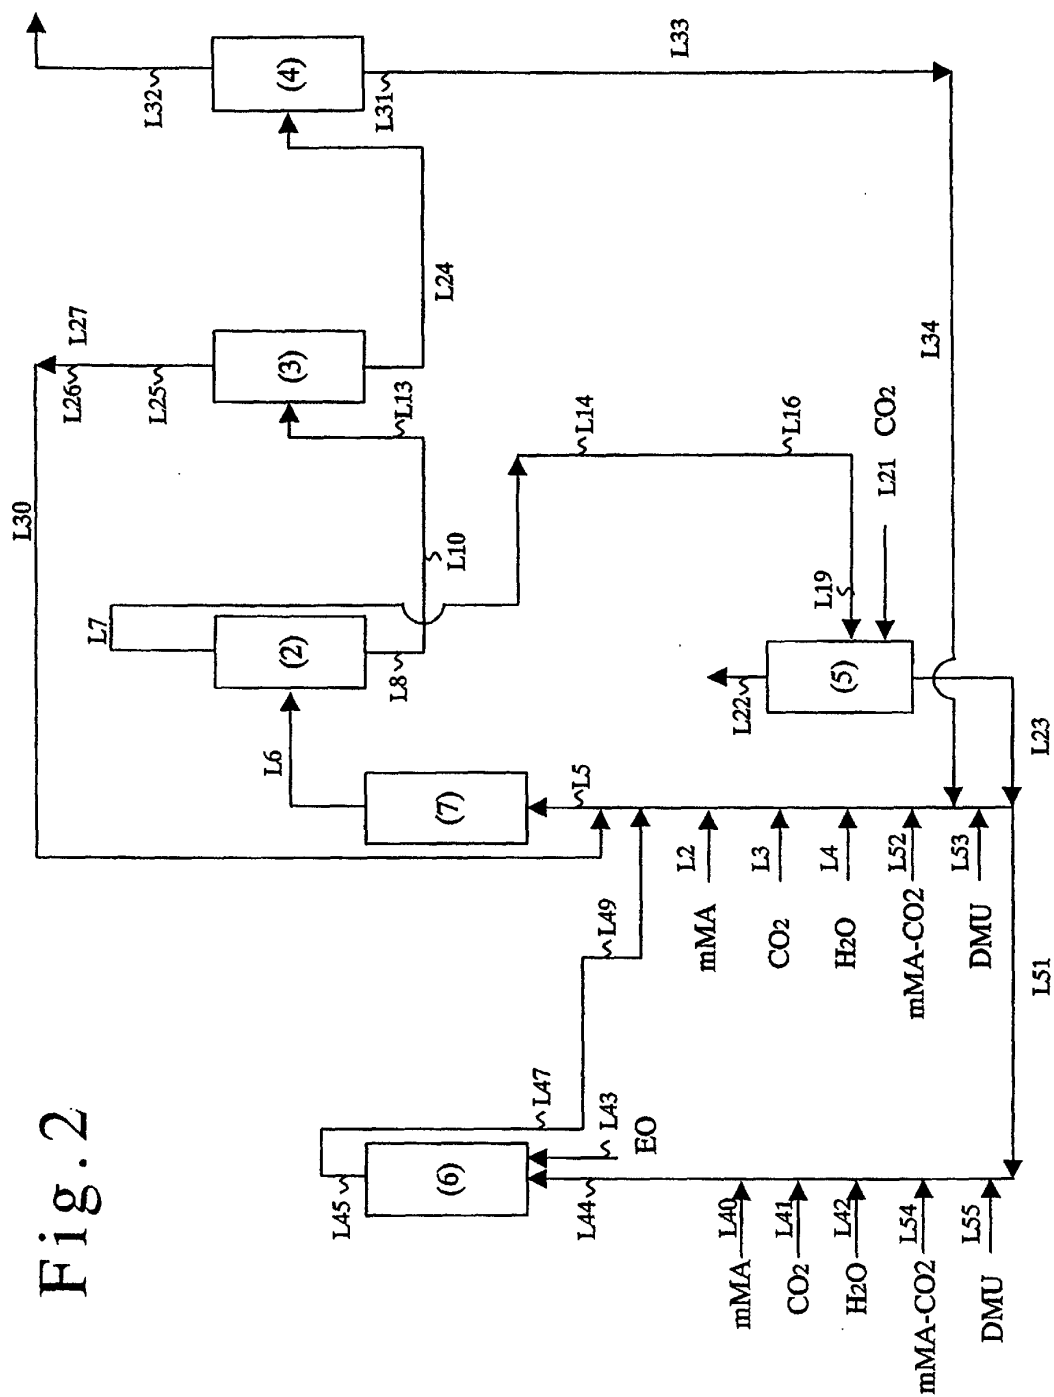 Fig.2
L30
L7
L6
(2)
L8
L10
L27
L26
L25
(3)
L13
L24
L32
(4)
L31
L33
L34
L14
L16
L19
L21
CO2
L22
(5)
L23
(7)
L5
L2
mMA
L3
CO2
L4
H2O
L52
mMA-CO2
L53
DMU
L51
L49
L47
L45
(6)
L43
EO
L44
L40
mMA
L41
CO2
L42
H2O
L54
mMA-CO2
L55
DMU